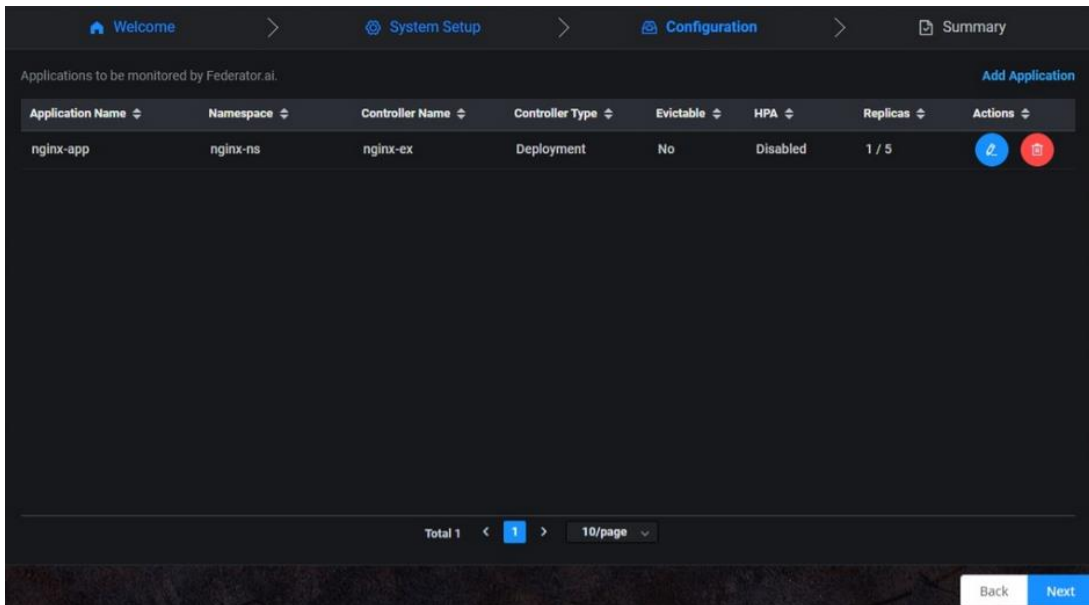 Welcome System Setup Configuration Summary
Applications to be monitored by Federator.ai. Add Application
Application Name Namespace Controller Name Controller Type Evictable HPA Replicas Actions
nginx-app nginx-ns nginx-ex Deployment No Disabled 1 / 5
Total 1 1 10/page
Back Next